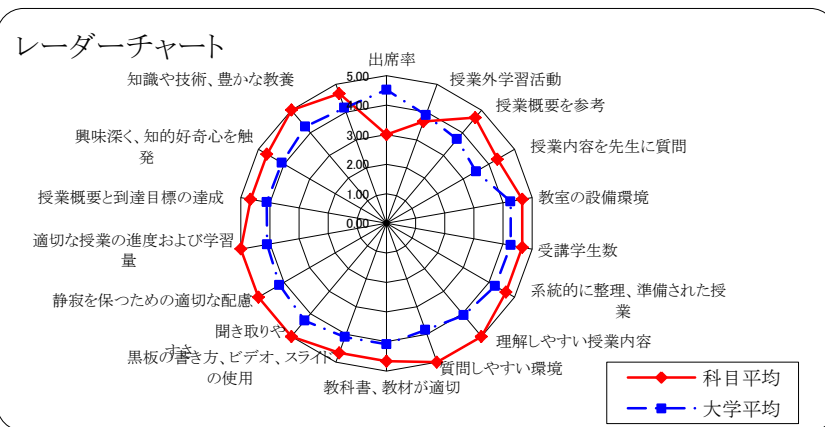 レーダーチャート
出席率
授業外学習活動
授業概要を参考
授業内容を先生に質問
教室の設備環境
受講学生数
系統的に整理、準備された授
業
理解しやすい授業内容
質問しやすい環境
教科書、教材が適切
黒板の書き方、ビデオ、スライド
の使用
聞き取りや
すさ
静寂を保つための適切な配慮
適切な授業の進度および学習
量
授業概要と到達目標の達成
興味深く、知的好奇心を触
発
知識や技術、豊かな教養
5.00
4.00
3.00
2.00
1.00
0.00
科目平均
大学平均